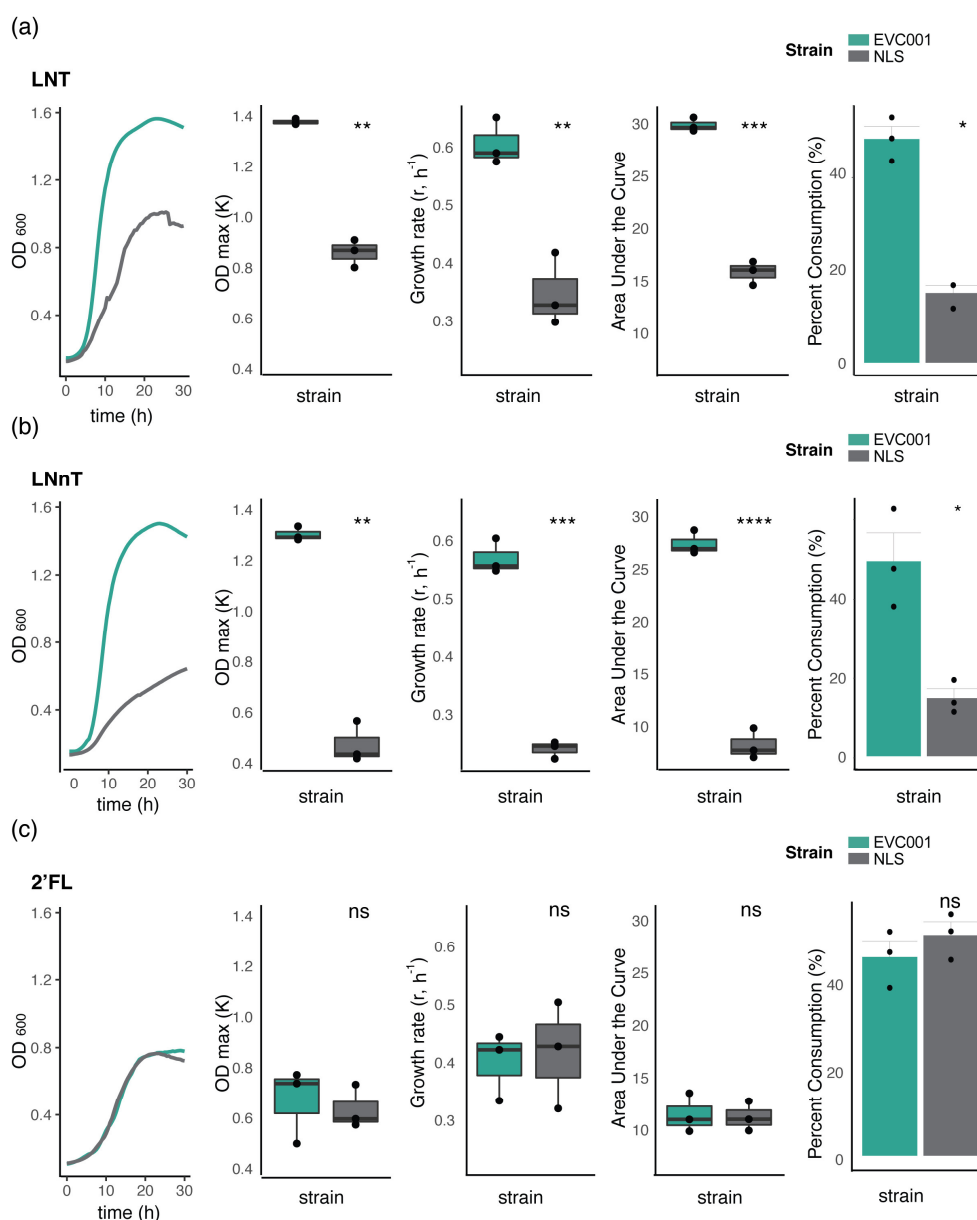 (a)
Strain
EVC001
NLS
LNT
OD 600
1.6
1.2
0.8
0.4
0 10 20 30
time (h)
OD max (K)
1.4
1.2
1.0
0.8
0.6
0.4
**
strain
Growth rate (r, h-1)
0.6
0.5
0.4
0.3
**
strain
Area Under the Curve
30
25
20
15
10
***
strain
Percent Consumption (%)
40
20
0
*
strain
(b)
Strain
EVC001
NLS
LNnT
OD 600
1.6
1.2
0.8
0.4
0 10 20 30
time (h)
OD max (K)
1.4
1.2
1.0
0.8
0.6
0.4
**
strain
Growth rate (r, h-1)
0.6
0.5
0.4
0.3
***
strain
Area Under the Curve
30
25
20
15
10
****
strain
Percent Consumption (%)
40
20
0
*
strain
(c)
Strain
EVC001
NLS
2'FL
OD 600
1.6
1.2
0.8
0.4
0 10 20 30
time (h)
OD max (K)
1.4
1.2
1.0
0.8
0.6
0.4
ns
strain
Growth rate (r, h-1)
0.6
0.5
0.4
0.3
ns
strain
Area Under the Curve
30
25
20
15
10
ns
strain
Percent Consumption (%)
40
20
0
ns
strain